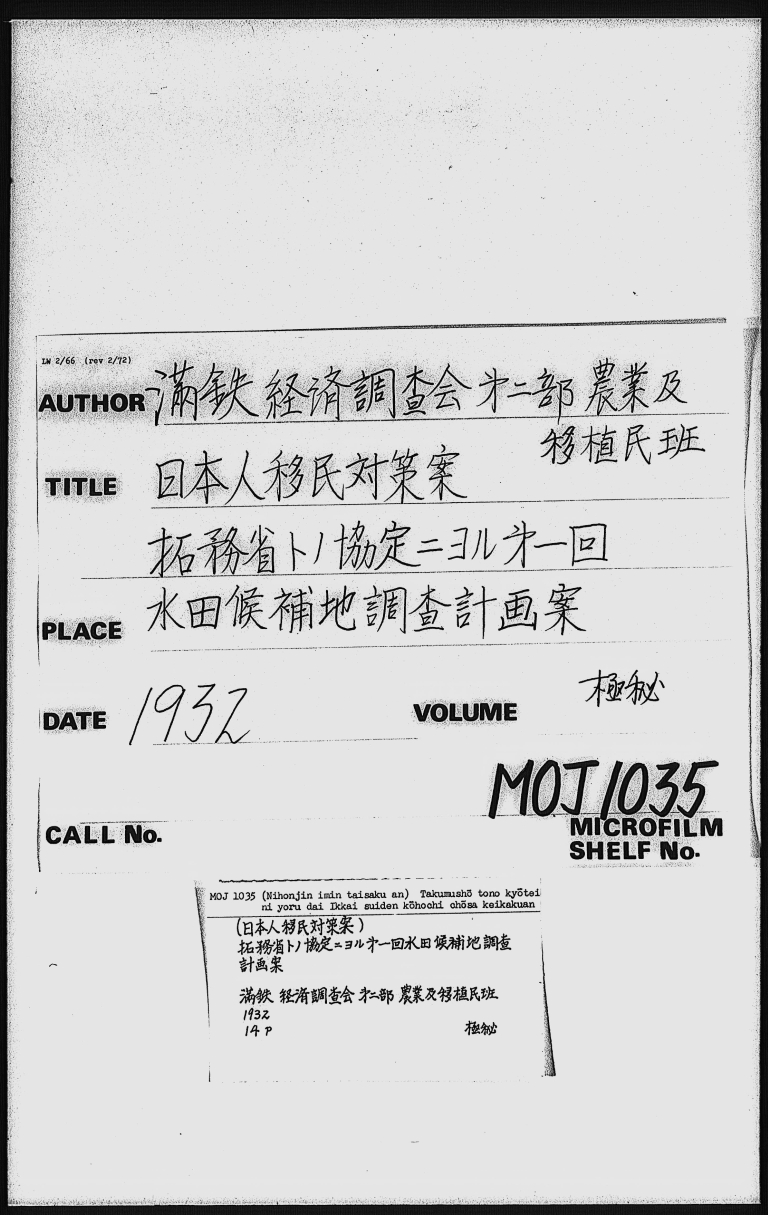 LW 2/66 (rev 2/72)
AUTHOR 満鉄 経済調査会 第二部 農業及
移植民班
TITLE 日本人移民対策案
拓務省トノ協定ニヨル第一回
PLACE 水田候補地調査計画案
DATE 1932 VOLUME 極秘
MOJ 1035
CALL No. MICROFILM
SHELF No.
MOJ 1035 (Nihonjin imin taisaku an) Takumushō tono kyōtei
ni yoru dai Ikkai suiden kōhochi chōsa keikakuan
(日本人移民対策案)
拓務省トノ協定ニヨル第一回水田候補地調査
計画案
満鉄 経済調査会 第二部 農業及移植民班
1932
14 P 極秘